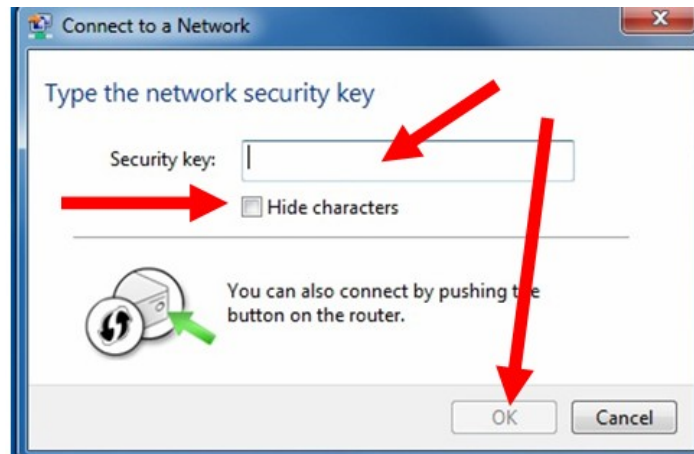 Connect to a Network
Type the network security key
Security key:
Hide characters
You can also connect by pushing the
button on the router.
OK
Cancel